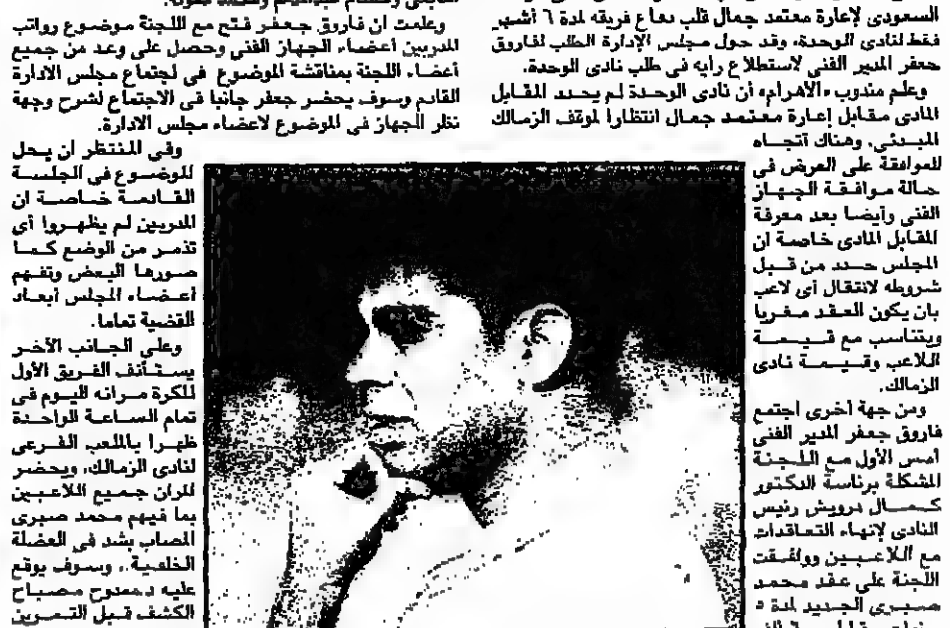 السعودى لإعارة معتمد جمال قلب دفاع فريقه لمدة ٦ أشهر
فقط لنادى الوحدة، وقد حول مجلس الإدارة الطلب لفاروق
جعفر المدير الفنى لاستطلاع رأيه فى طلب نادى الوحدة.
وعلم مندوب «الأهرام» أن نادى الوحدة لم يحدد المقابل
المادى مقابل إعارة معتمد جمال انتظارا لموقف الزمالك
المبدئى. وهناك اتجاه
للموافقة على العرض فى
حالة موافقة الجهاز
الفنى وأيضا بعد معرفة
المقابل المادى خاصة ان
المجلس حدد من قبل
شروطه لانتقال أى لاعب
بان يكون العقد مغريا
ويتناسب مع قيمة
اللاعب وقيمة نادى
الزمالك.
ومن جهة أخرى اجتمع
فاروق جعفر المدير الفنى
أمس الأول مع اللجنة
المشكلة برئاسة الدكتور
كمال درويش رئيس
النادى لإنهاء التعاقدات
مع اللاعبين ووافقت
اللجنة على عقد محمد
صبرى الجديد لمدة ٥
وعلمت ان فاروق جعفر فتح مع اللجنة موضوع رواتب
المدربين أعضاء الجهاز الفنى وحصل على وعد من جميع
أعضاء اللجنة بمناقشة الموضوع فى اجتماع مجلس الادارة
القادم وسوف يحضر جعفر جانبا فى الاجتماع لشرح وجهة
نظر الجهاز فى الموضوع لاعضاء مجلس الادارة.
وفى المنتظر ان يحل
الموضوع فى الجلسة
القادمة خاصة ان
المدربين لم يظهروا أى
تذمر من الوضع كما
صورها البعض وتفهم
أعضاء المجلس أبعاد
القضية تماما.
وعلى الجانب الأخر
يستأنف الفريق الأول
للكرة مرانه اليوم فى
تمام الساعة الواحدة
ظهرا بالملعب الفرعى
لنادى الزمالك، ويحضر
المران جميع اللاعبين
بما فيهم محمد صبرى
المصاب بشد فى العضلة
الخلفية.. وسوف يوقع
عليه د.ممدوح مصباح
الكشف قبل التمرين